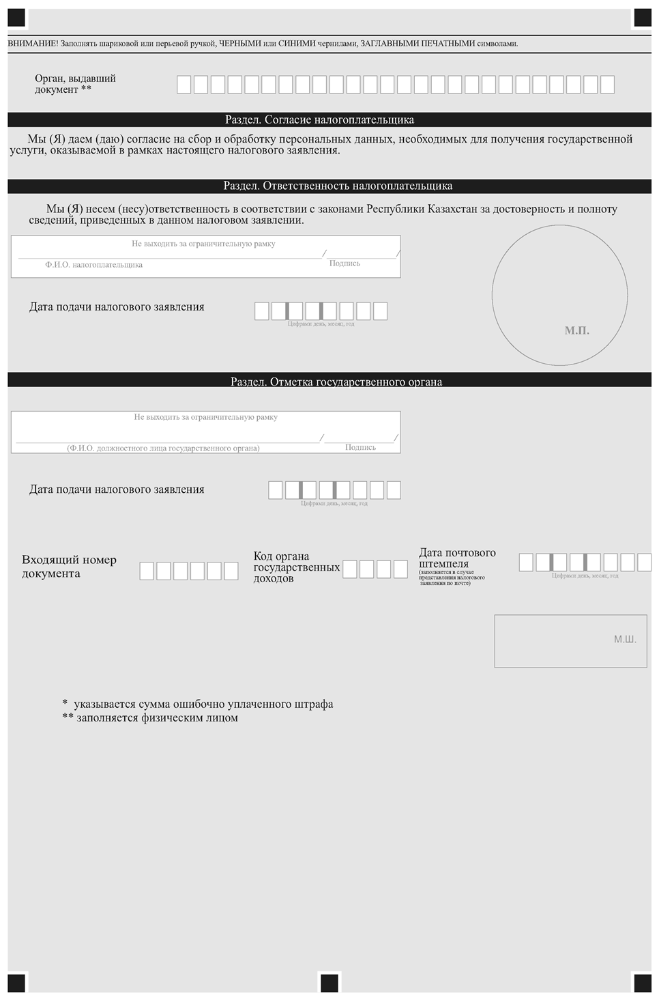 ВНИМАНИЕ! Заполнять шариковой или перьевой ручкой, ЧЕРНЫМИ или СИНИМИ чернилами, ЗАГЛАВНЫМИ ПЕЧАТНЫМИ символами.
Орган, выдавший
документ **
Раздел. Согласие налогоплательщика
Мы (Я) даем (даю) согласие на сбор и обработку персональных данных, необходимых для получения государственной
услуги, оказываемой в рамках настоящего налогового заявления.
Раздел. Ответственность налогоплательщика
Мы (Я) несем (несу)ответственность в соответствии с законами Республики Казахстан за достоверность и полноту
сведений, приведенных в данном налоговом заявлении.
Не выходить за ограничительную рамку
/ /
Ф.И.О. налогоплательщика Подпись
Дата подачи налогового заявления
Цифрами день, месяц, год
М.П.
Раздел. Отметка государственного органа
Не выходить за ограничительную рамку
/ /
(Ф.И.О. должностного лица государственного органа) Подпись
Дата подачи налогового заявления
Цифрами день, месяц, год
Входящий номер
документа
Код органа
государственных
доходов
Дата почтового
штемпеля
(заполняется в случае
представления налогового
заявления по почте)
Цифрами день, месяц, год
М.Ш.
* указывается сумма ошибочно уплаченного штрафа
** заполняется физическим лицом